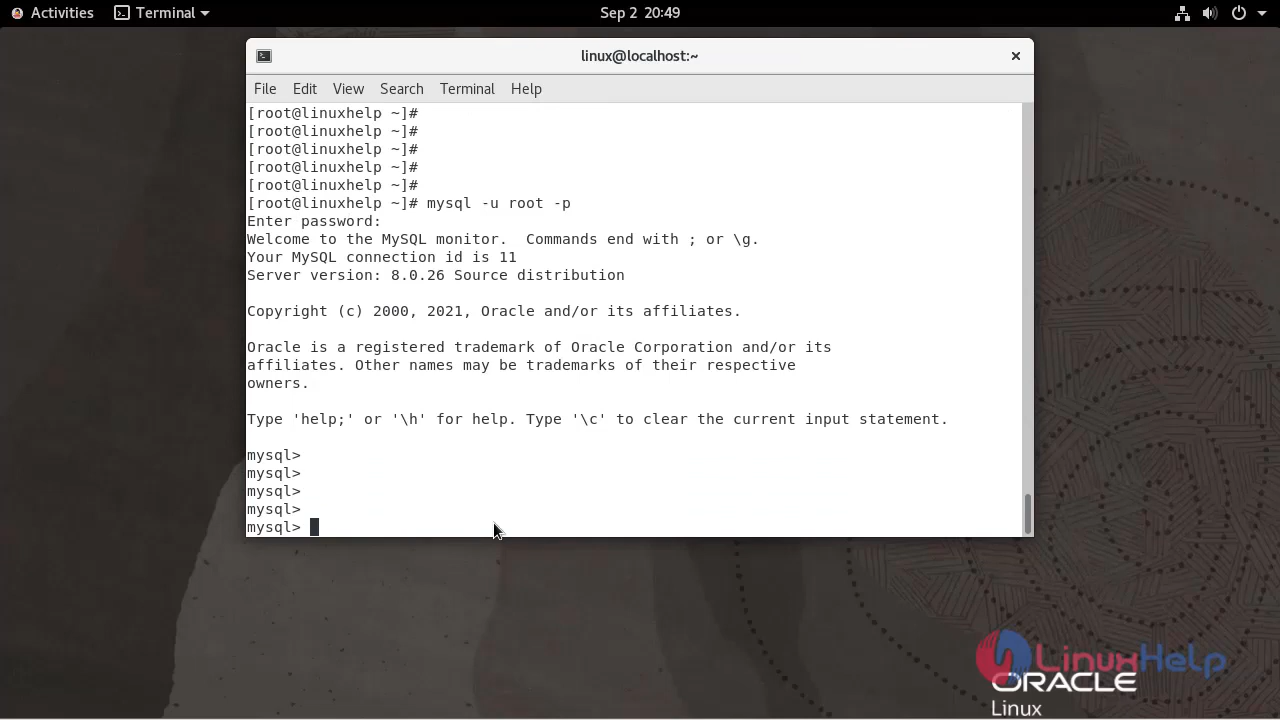 Activities Terminal Sep 2 20:49
linux@localhost:~
File Edit View Search Terminal Help
[root@linuxhelp ~]#
[root@linuxhelp ~]#
[root@linuxhelp ~]#
[root@linuxhelp ~]#
[root@linuxhelp ~]#
[root@linuxhelp ~]# mysql -u root -p
Enter password:
Welcome to the MySQL monitor.  Commands end with ; or \g.
Your MySQL connection id is 11
Server version: 8.0.26 Source distribution
Copyright (c) 2000, 2021, Oracle and/or its affiliates.
Oracle is a registered trademark of Oracle Corporation and/or its
affiliates. Other names may be trademarks of their respective
owners.
Type 'help;' or '\h' for help. Type '\c' to clear the current input statement.
mysql>
mysql>
mysql>
mysql>
mysql>
LinuxHelp
ORACLE
Linux